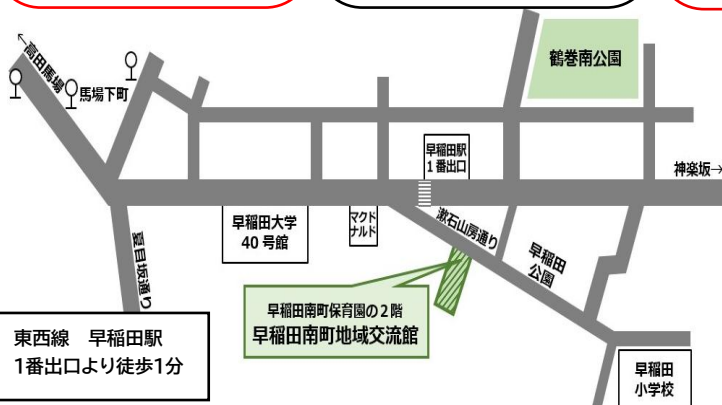 鶴巻南公園
←高田馬場
馬場下町
早稲田駅
1番出口
神楽坂→
早稲田大学
40号館
マクド
ナルド
漱石山房通り
早稲田
公園
夏目坂通り
早稲田南町保育園の2階
早稲田南町地域交流館
東西線 早稲田駅
1番出口より徒歩1分
早稲田
小学校